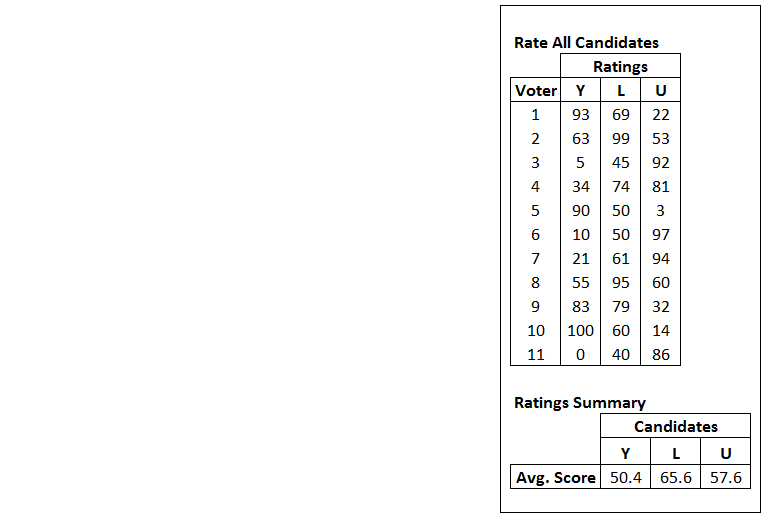 Rate All Candidates
Ratings
Voter Y L U
1 93 69 22
2 63 99 53
3 5 45 92
4 34 74 81
5 90 50 3
6 10 50 97
7 21 61 94
8 55 95 60
9 83 79 32
10 100 60 14
11 0 40 86
Ratings Summary
Candidates
Y L U
Avg. Score 50.4 65.6 57.6